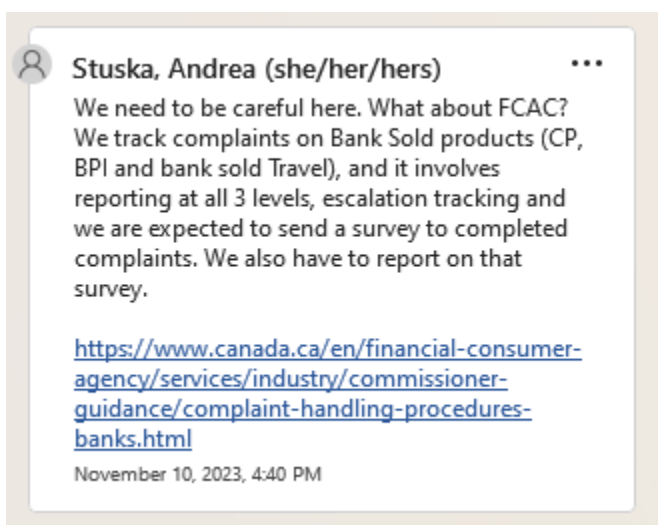 Stuska, Andrea (she/her/hers)
We need to be careful here. What about FCAC?
We track complaints on Bank Sold products (CP,
BPI and bank sold Travel), and it involves
reporting at all 3 levels, escalation tracking and
we are expected to send a survey to completed
complaints. We also have to report on that
survey.
https://www.canada.ca/en/financial-consumer-
agency/services/industry/commissioner-
guidance/complaint-handling-procedures-
banks.html
November 10, 2023, 4:40 PM